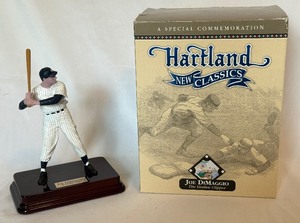 A SPECIAL COMMEMORATION
Hartland
NEW CLASSICS
JOE DIMAGGIO
The Yankee Clipper